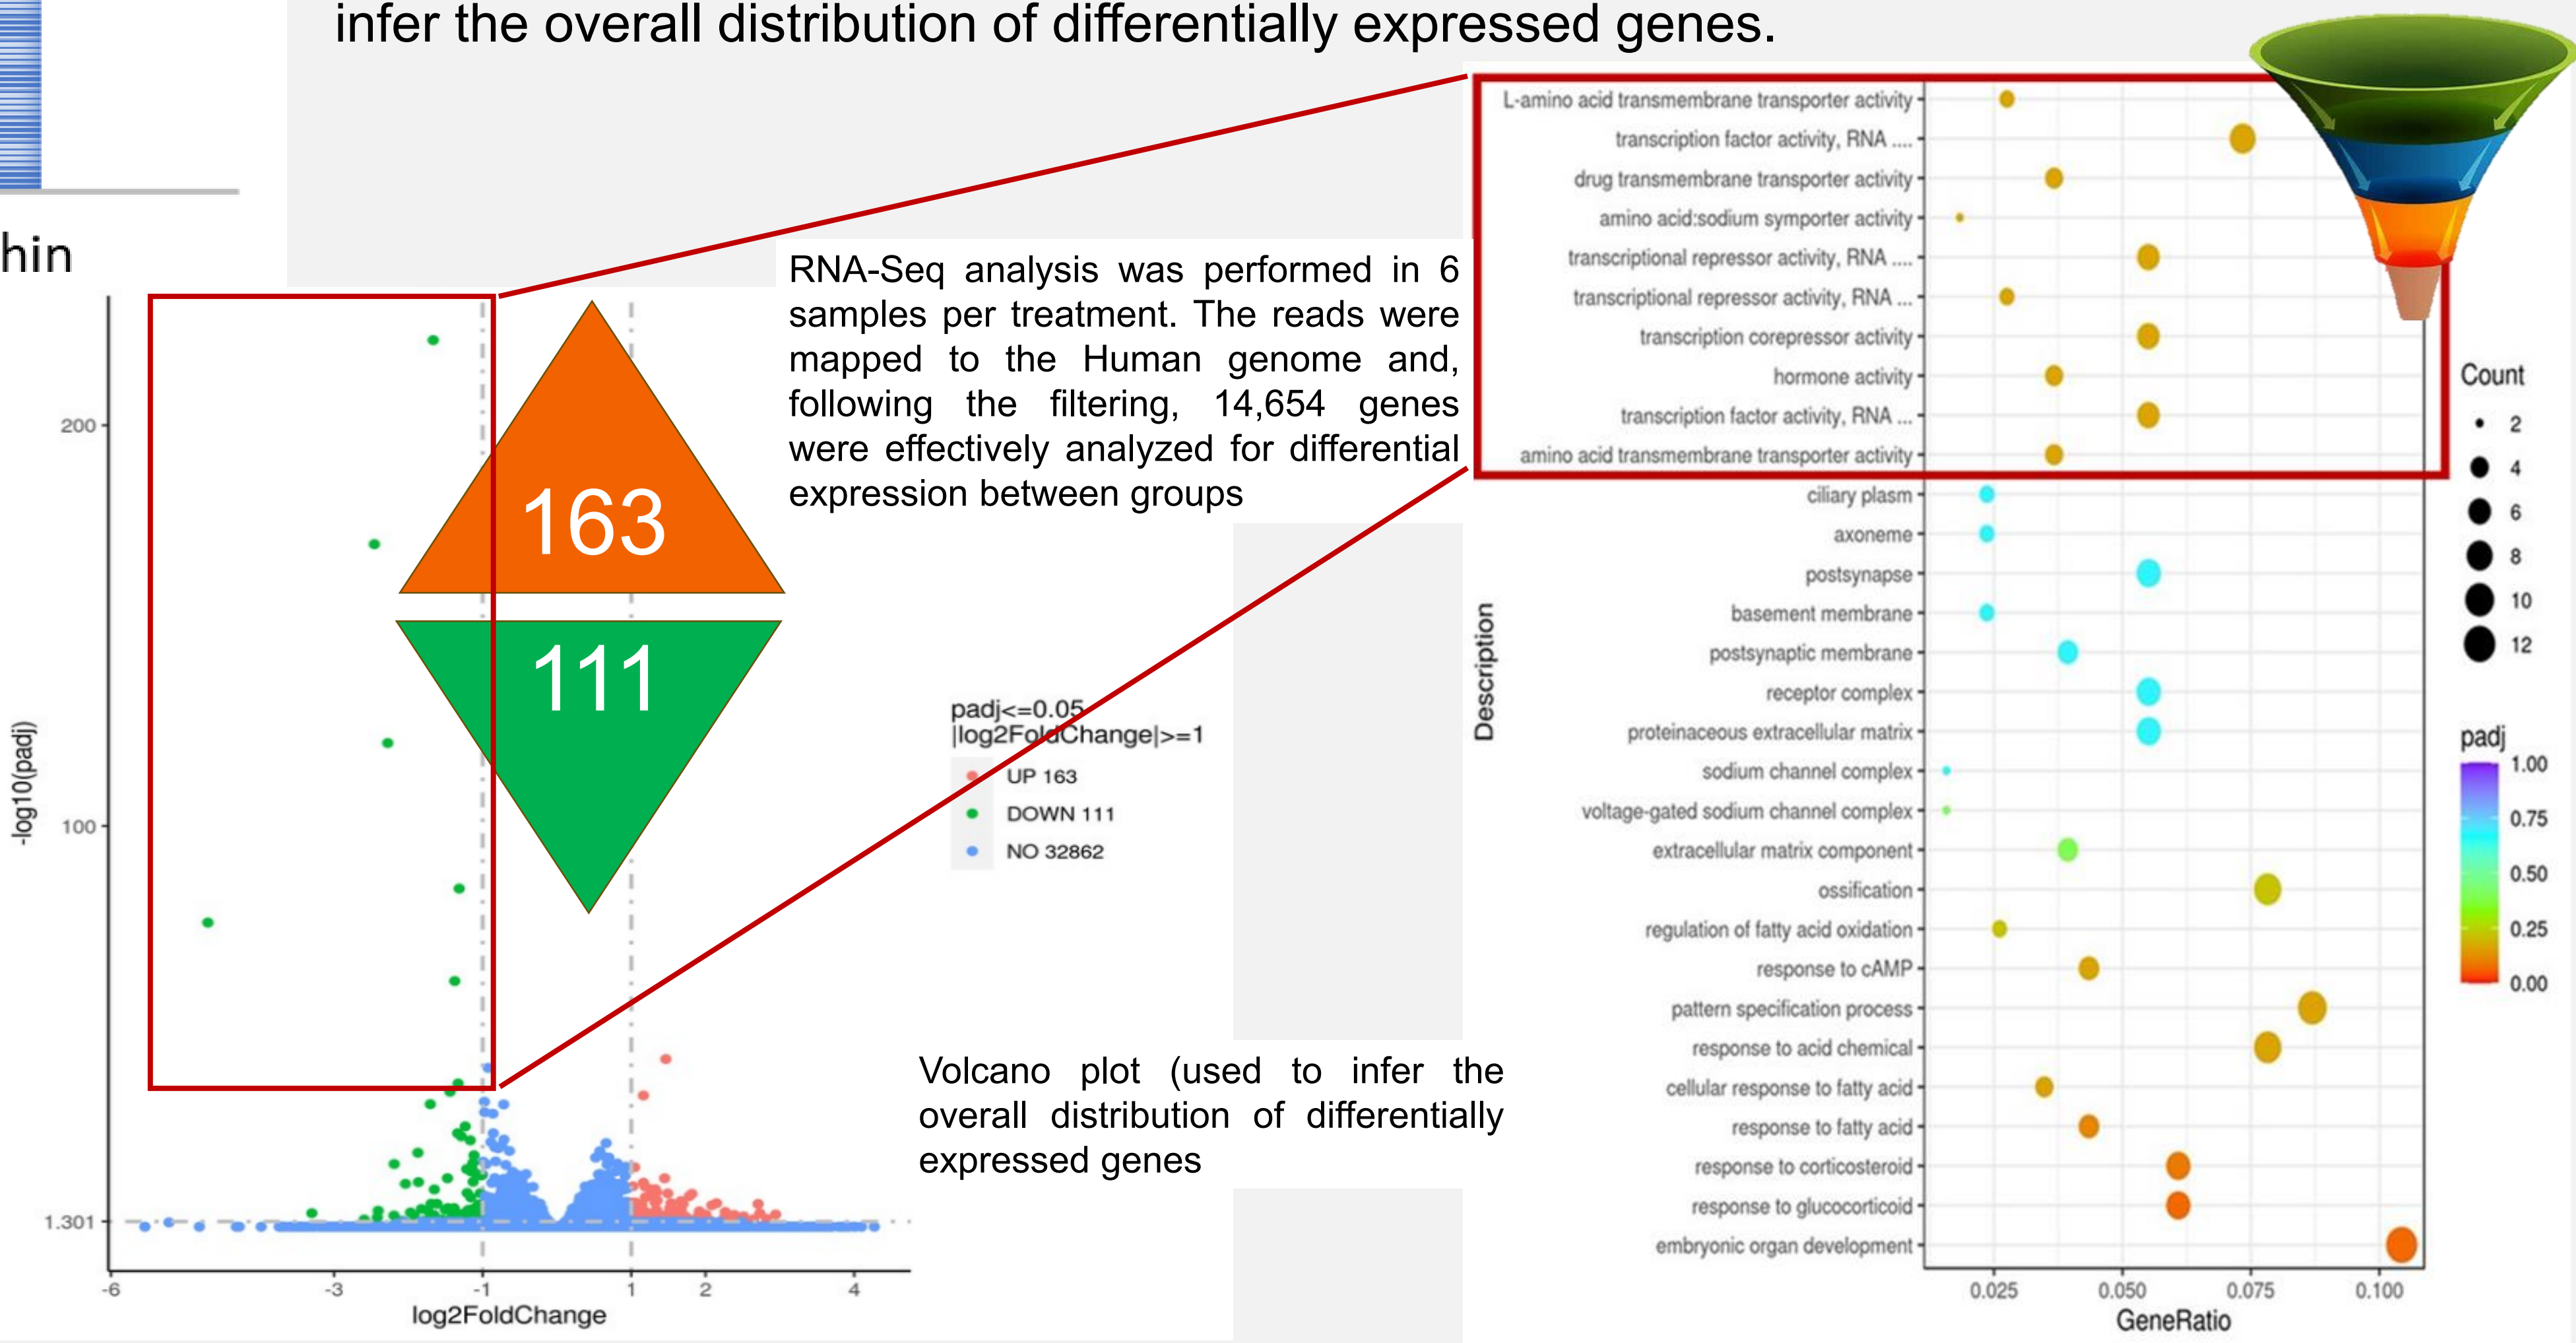 infer the overall distribution of differentially expressed genes.
hin
RNA-Seq analysis was performed in 6
samples per treatment. The reads were
mapped to the Human genome and,
following the filtering, 14,654 genes
were effectively analyzed for differential
expression between groups
163
111
200
100
1.301
-log10(padj)
-6
-3
-1
1
2
4
log2FoldChange
padj<=0.05
|log2FoldChange|>=1
UP 163
DOWN 111
NO 32862
Volcano plot (used to infer the
overall distribution of differentially
expressed genes
Description
L-amino acid transmembrane transporter activity
transcription factor activity, RNA ....
drug transmembrane transporter activity
amino acid:sodium symporter activity
transcriptional repressor activity, RNA ....
transcriptional repressor activity, RNA ...
transcription corepressor activity
hormone activity
transcription factor activity, RNA ...
amino acid transmembrane transporter activity
ciliary plasm
axoneme
postsynapse
basement membrane
postsynaptic membrane
receptor complex
proteinaceous extracellular matrix
sodium channel complex
voltage-gated sodium channel complex
extracellular matrix component
ossification
regulation of fatty acid oxidation
response to cAMP
pattern specification process
response to acid chemical
cellular response to fatty acid
response to fatty acid
response to corticosteroid
response to glucocorticoid
embryonic organ development
0.025
0.050
0.075
0.100
GeneRatio
Count
2
4
6
8
10
12
padj
1.00
0.75
0.50
0.25
0.00